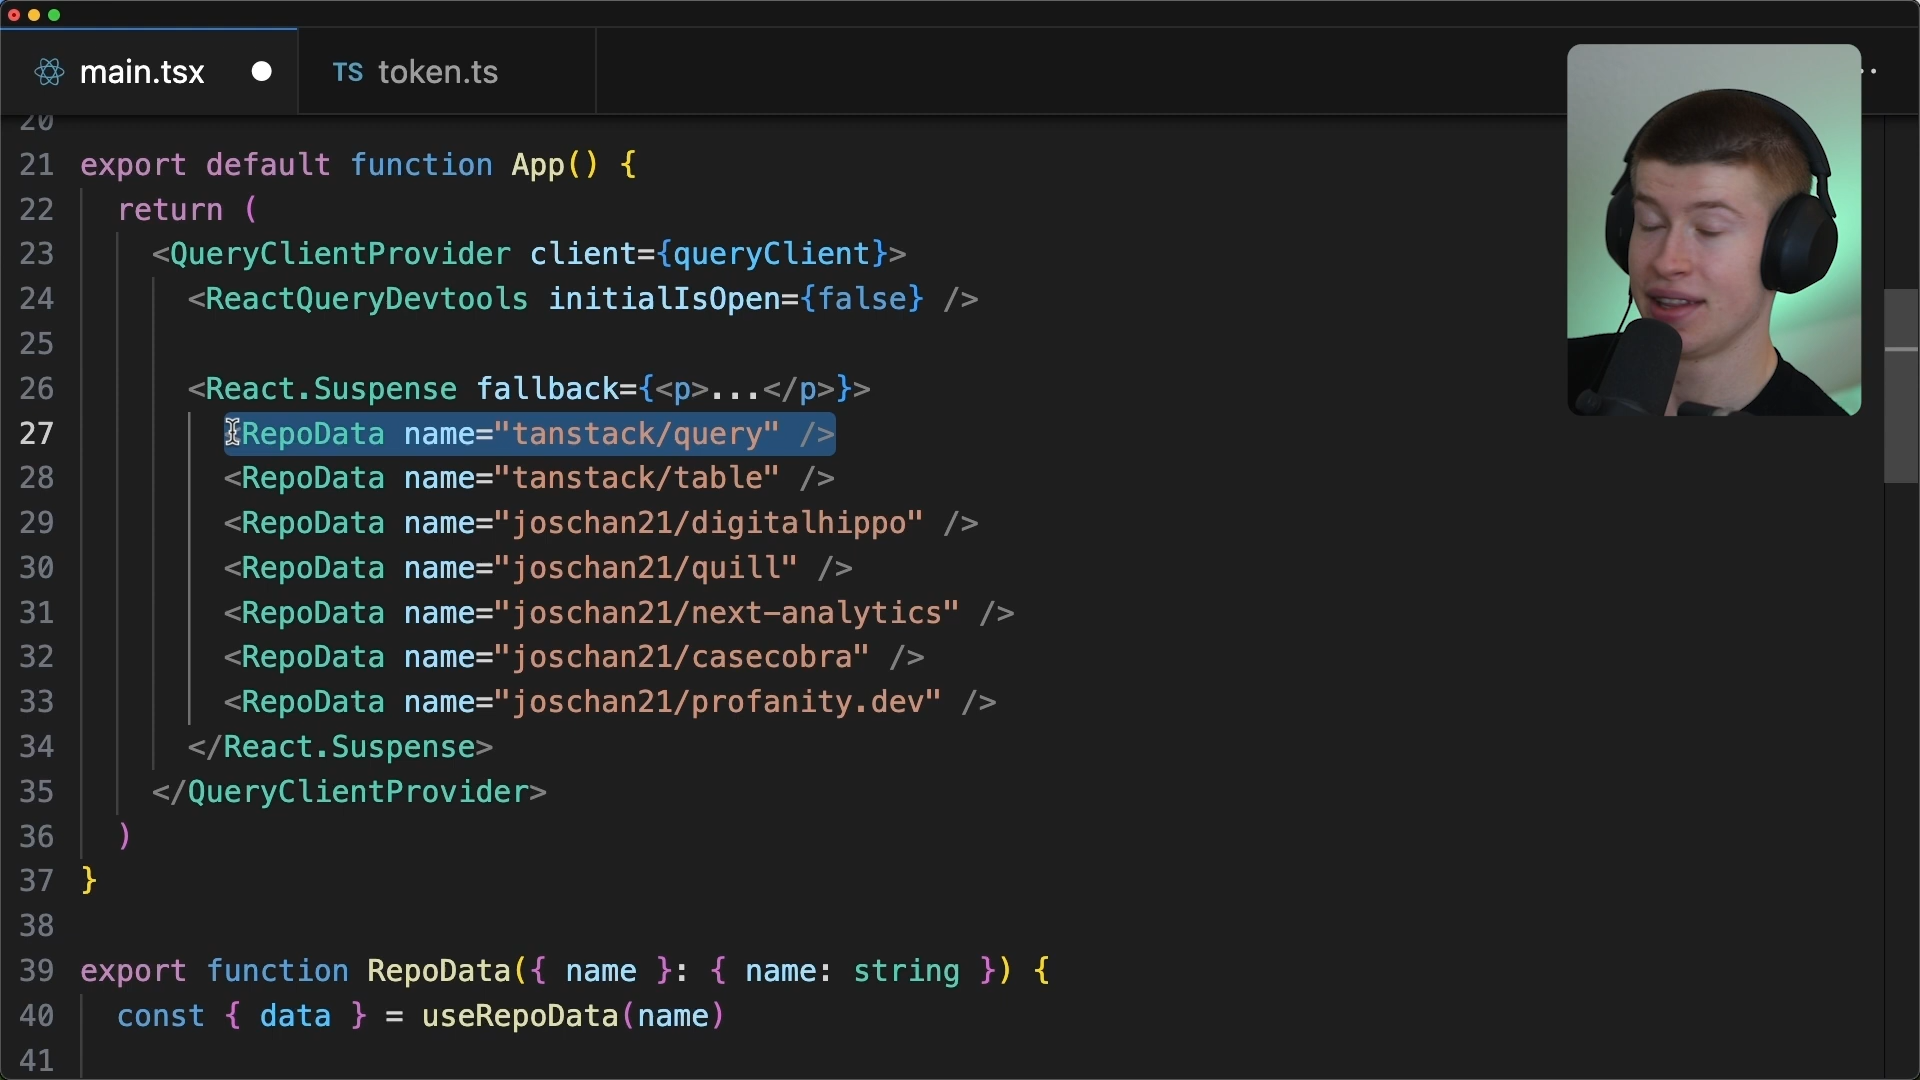 main.tsx
TS token.ts
20
21 export default function App() {
22 return (
23 <QueryClientProvider client={queryClient}>
24 <ReactQueryDevtools initialIsOpen={false} />
25
26 <React.Suspense fallback={<p>...</p>}>
27 <RepoData name="tanstack/query" />
28 <RepoData name="tanstack/table" />
29 <RepoData name="joschan21/digitalhippo" />
30 <RepoData name="joschan21/quill" />
31 <RepoData name="joschan21/next-analytics" />
32 <RepoData name="joschan21/casecobra" />
33 <RepoData name="joschan21/profanity.dev" />
34 </React.Suspense>
35 </QueryClientProvider>
36 )
37 }
38
39 export function RepoData({ name }: { name: string }) {
40 const { data } = useRepoData(name)
41